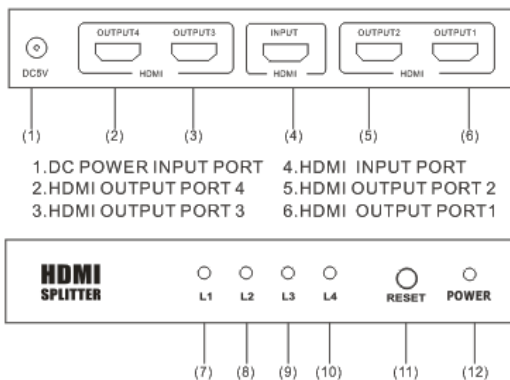 OUTPUT4 OUTPUT3 INPUT OUTPUT2 OUTPUT1
DC5V HDMI HDMI HDMI
(1) (2) (3) (4) (5) (6)
1.DC POWER INPUT PORT 4.HDMI INPUT PORT
2.HDMI OUTPUT PORT 4 5.HDMI OUTPUT PORT 2
3.HDMI OUTPUT PORT 3 6.HDMI OUTPUT PORT1
HDMI
SPLITTER
L1 L2 L3 L4 RESET POWER
(7) (8) (9) (10) (11) (12)